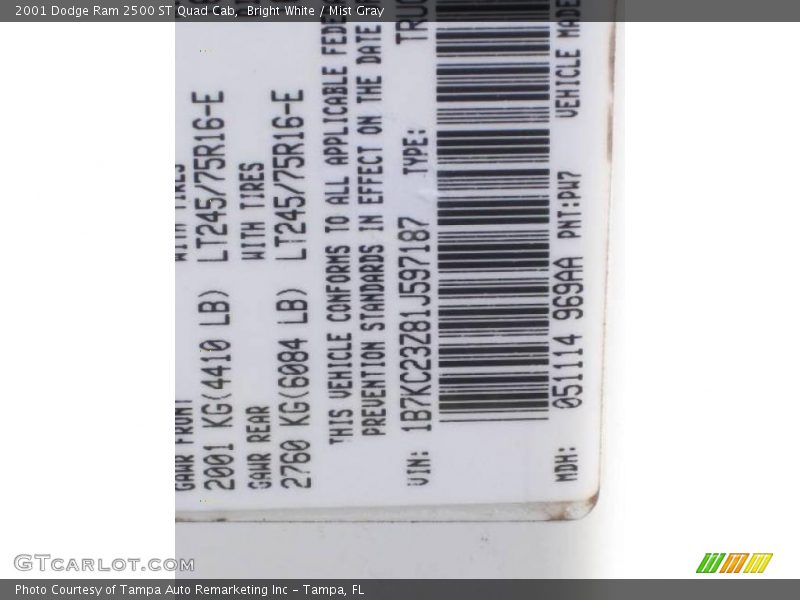 2001 Dodge Ram 2500 ST Quad Cab, Bright White / Mist Gray
GAWR FRONT WITH TIRES
2001 KG(4410 LB) LT245/75R16-E
GAWR REAR WITH TIRES
2760 KG(6084 LB) LT245/75R16-E
THIS VEHICLE CONFORMS TO ALL APPLICABLE
PREVENTION STANDARDS IN EFFECT ON THE DATE
VIN: 1B7KC23Z81J597187 TYPE:
MDH: 051114 969AA PNT:PW7 VEHICLE MADE
GTCARLOT.COM
Photo Courtesy of Tampa Auto Remarketing Inc - Tampa, FL